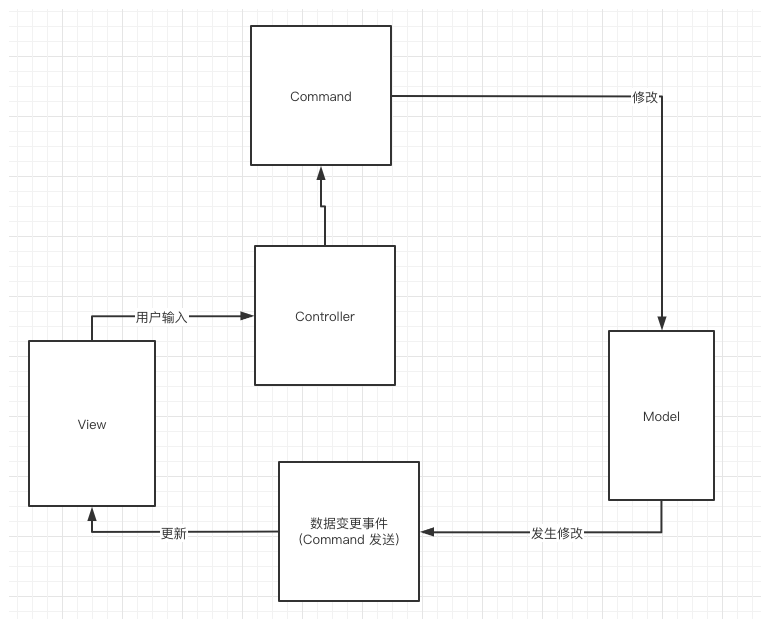 Command
修改
Controller
用户输入
View
Model
数据变更事件
(Command 发送)
更新
发生修改